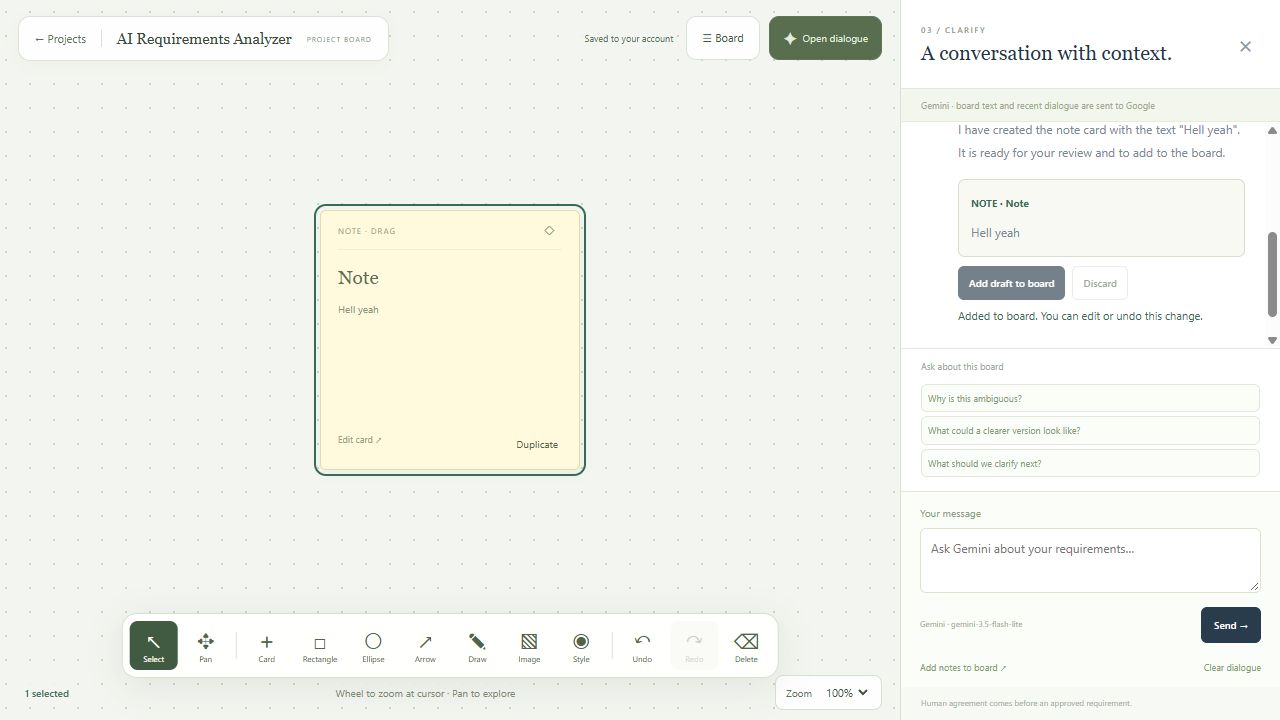 ← Projects
AI Requirements Analyzer
PROJECT BOARD
Saved to your account
☰ Board
Open dialogue
NOTE · DRAG
Note
Hell yeah
Edit card ↗
Duplicate
Select
Pan
Card
Rectangle
Ellipse
Arrow
Draw
Image
Style
Undo
Redo
Delete
1 selected
Wheel to zoom at cursor · Pan to explore
Zoom 100%
03 / CLARIFY
A conversation with context.
Gemini · board text and recent dialogue are sent to Google
I have created the note card with the text "Hell yeah".
It is ready for your review and to add to the board.
NOTE · Note
Hell yeah
Add draft to board
Discard
Added to board. You can edit or undo this change.
Ask about this board
Why is this ambiguous?
What could a clearer version look like?
What should we clarify next?
Your message
Ask Gemini about your requirements...
Gemini · gemini-3.5-flash-lite
Send →
Add notes to board ↗
Clear dialogue
Human agreement comes before an approved requirement.